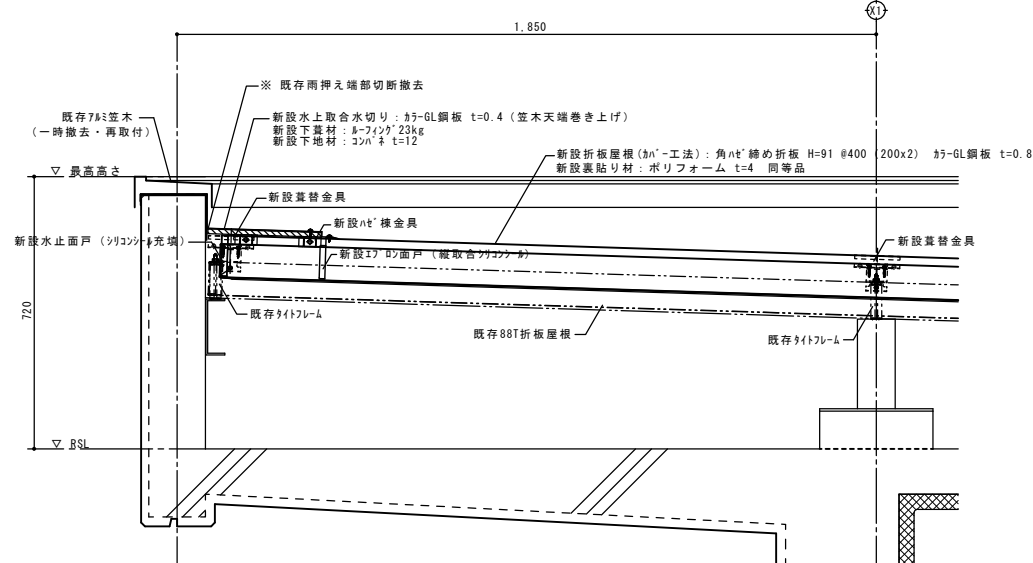 X1
1,850
※ 既存雨押え端部切断撤去
既存アルミ笠木
(一時撤去・再取付)
新設水上取合水切り：カラーGL鋼板 t=0.4 (笠木天端巻き上げ)
新設下葺材：ルーフィング23kg
新設下地材：コンパネ t=12
新設折板屋根(カバー工法)：角ハゼ締め折板 H=91 @400 (200x2) カラーGL鋼板 t=0.8
新設裏貼り材：ポリフォーム t=4 同等品
▽ 最高高さ
新設葺替金具
新設ハゼ棟金具
新設水止面戸 (シリコンシール充填)
新設エプロン面戸 (縦取合シリコンシール)
新設葺替金具
720
既存タイトフレーム
既存88T折板屋根
既存タイトフレーム
▽ RSL